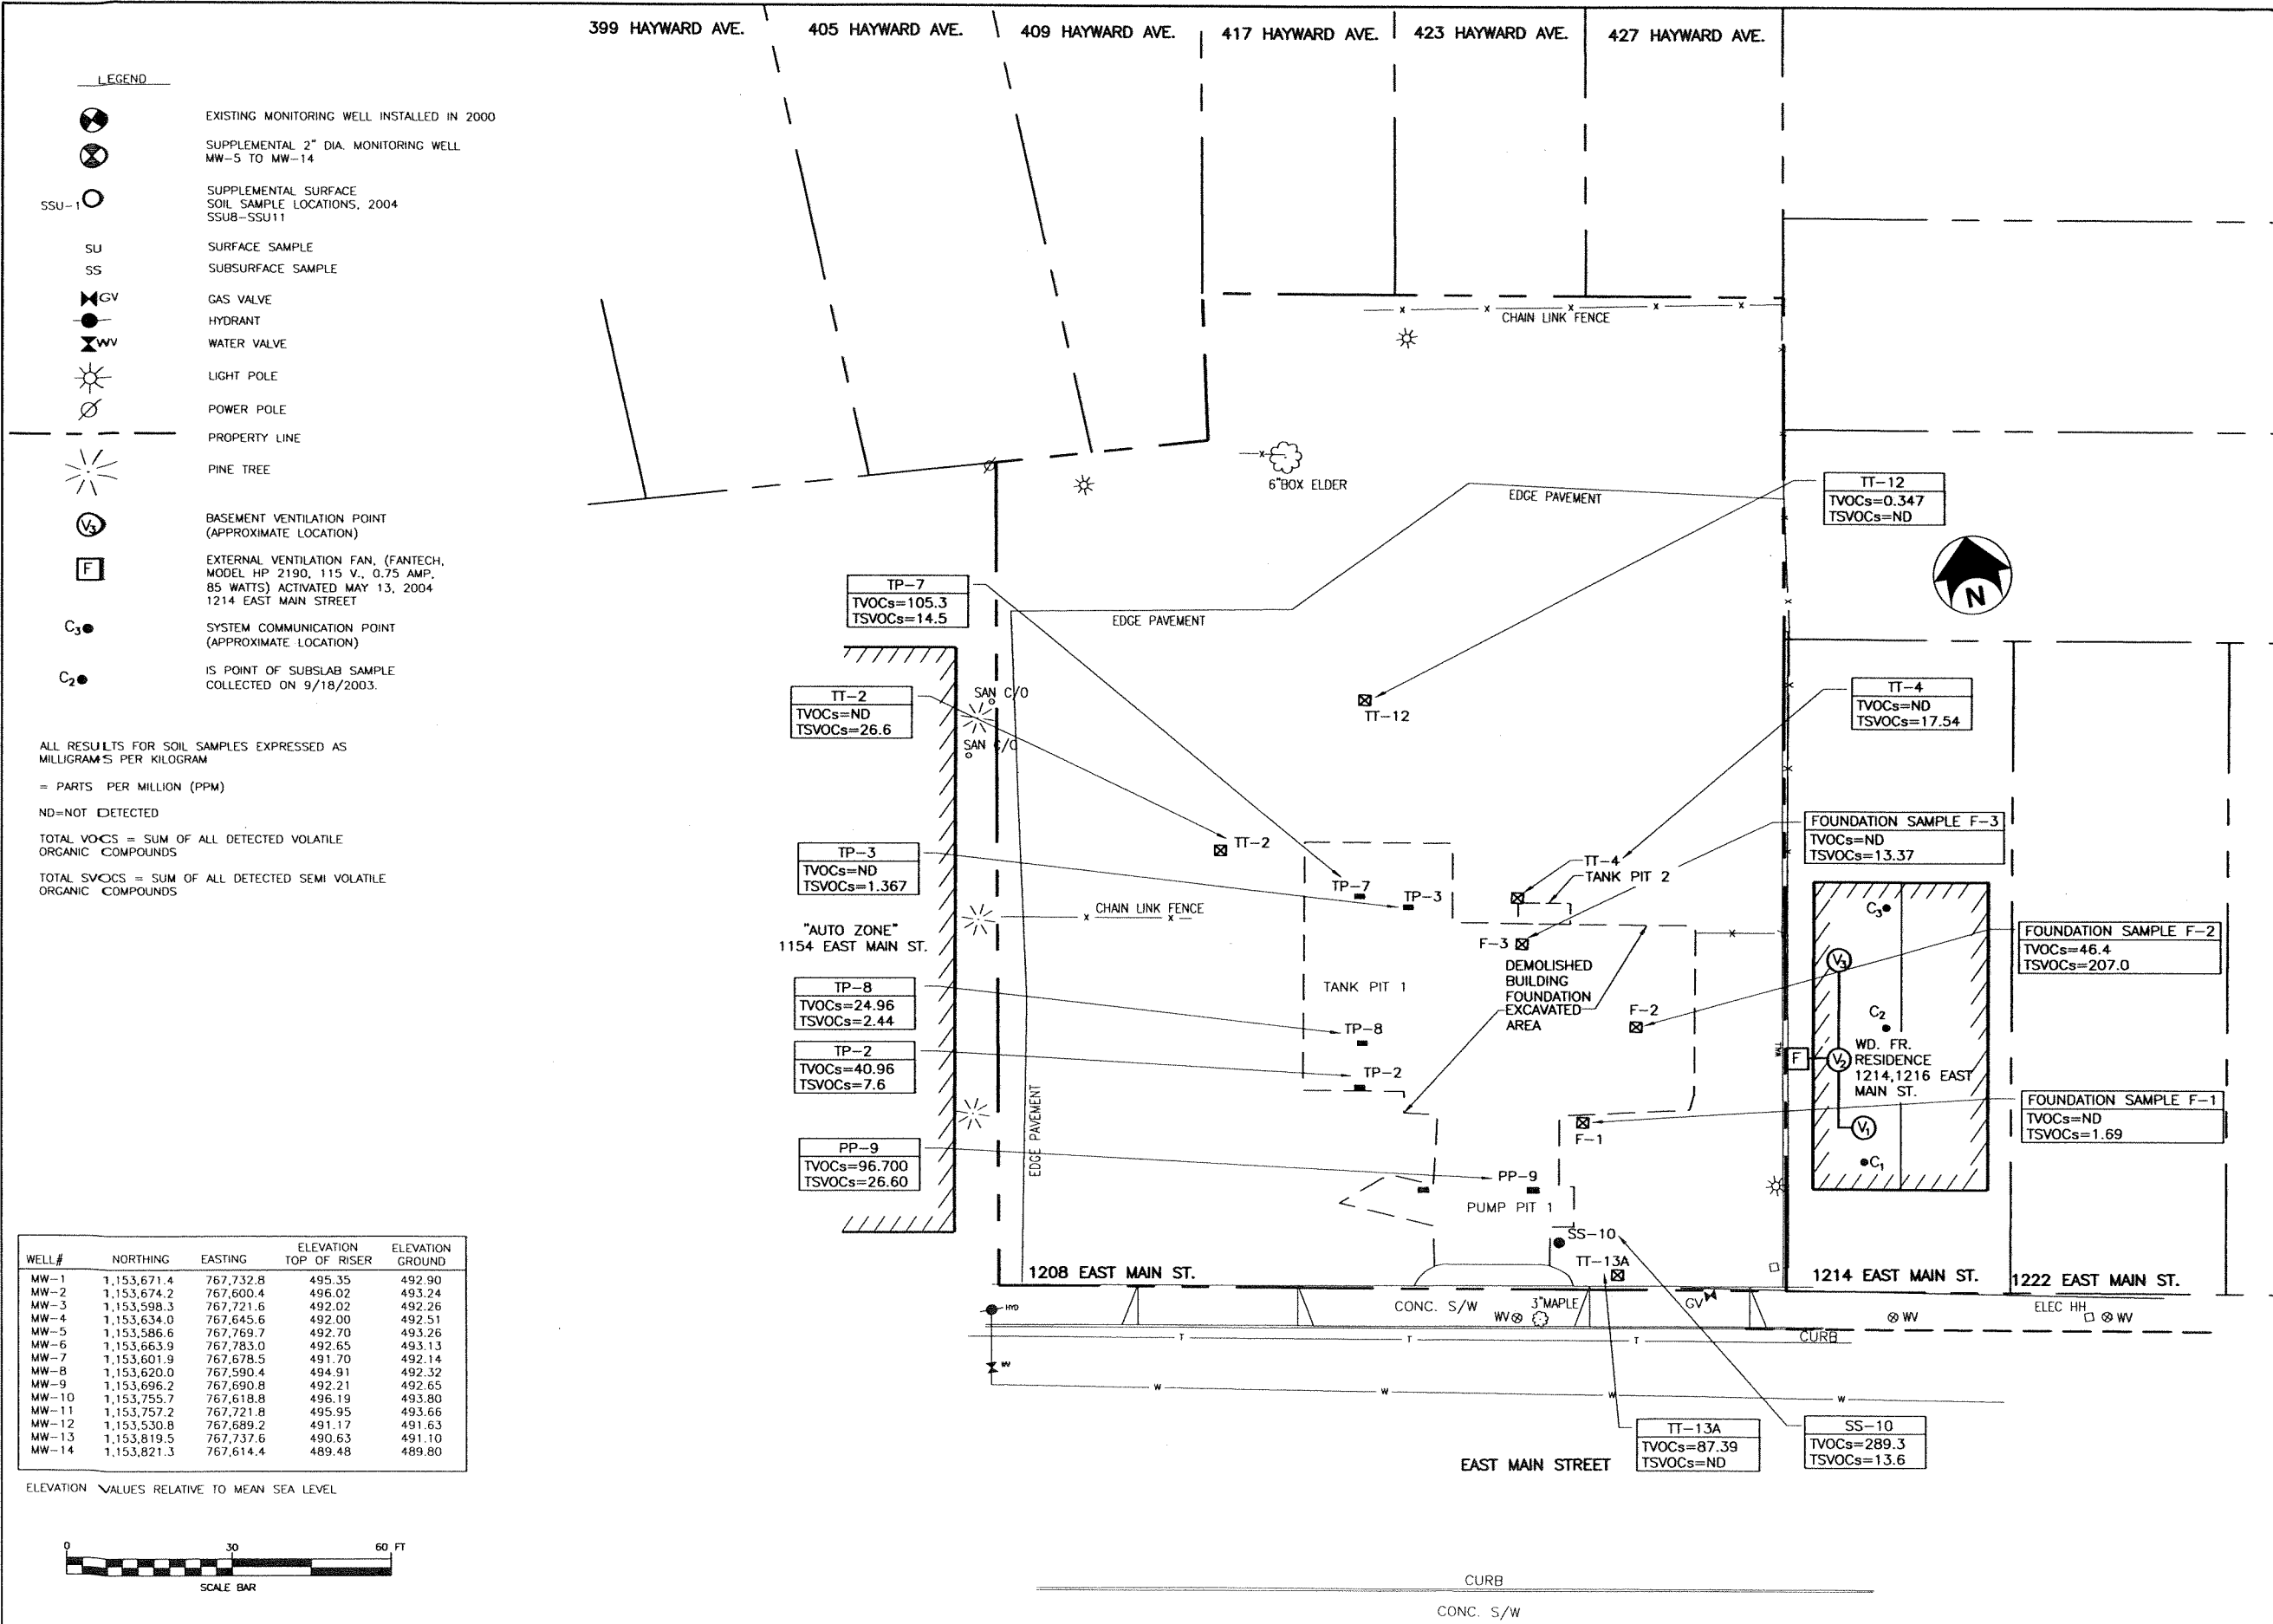 399 HAYWARD AVE.
405 HAYWARD AVE.
409 HAYWARD AVE.
417 HAYWARD AVE.
423 HAYWARD AVE.
427 HAYWARD AVE.
LEGEND
EXISTING MONITORING WELL INSTALLED IN 2000
SUPPLEMENTAL 2" DIA. MONITORING WELL
MW-5 TO MW-14
SSU-1
SUPPLEMENTAL SURFACE
SOIL SAMPLE LOCATIONS, 2004
SSU8-SSU11
SU SURFACE SAMPLE
SS SUBSURFACE SAMPLE
GV GAS VALVE
HYDRANT
WV WATER VALVE
LIGHT POLE
POWER POLE
PROPERTY LINE
PINE TREE
V3 BASEMENT VENTILATION POINT
(APPROXIMATE LOCATION)
F EXTERNAL VENTILATION FAN, (FANTECH,
MODEL HP 2190, 115 V., 0.75 AMP,
85 WATTS) ACTIVATED MAY 13, 2004
1214 EAST MAIN STREET
C3 SYSTEM COMMUNICATION POINT
(APPROXIMATE LOCATION)
C2 IS POINT OF SUBSLAB SAMPLE
COLLECTED ON 9/18/2003.
ALL RESULTS FOR SOIL SAMPLES EXPRESSED AS
MILLIGRAMS PER KILOGRAM
= PARTS PER MILLION (PPM)
ND=NOT DETECTED
TOTAL VOCS = SUM OF ALL DETECTED VOLATILE
ORGANIC COMPOUNDS
TOTAL SVOCS = SUM OF ALL DETECTED SEMI VOLATILE
ORGANIC COMPOUNDS
WELL# NORTHING EASTING ELEVATION TOP OF RISER ELEVATION GROUND
MW-1 1,153,671.4 767,732.8 495.35 492.90
MW-2 1,153,674.2 767,600.4 496.02 493.24
MW-3 1,153,598.3 767,721.6 492.02 492.26
MW-4 1,153,634.0 767,645.6 492.00 492.51
MW-5 1,153,586.6 767,769.7 492.70 493.26
MW-6 1,153,663.9 767,783.0 492.65 493.13
MW-7 1,153,601.9 767,678.5 491.70 492.14
MW-8 1,153,620.0 767,590.4 494.91 492.32
MW-9 1,153,696.2 767,690.8 492.21 492.65
MW-10 1,153,755.7 767,618.8 496.19 493.80
MW-11 1,153,757.2 767,721.8 495.95 493.66
MW-12 1,153,530.8 767,689.2 491.17 491.63
MW-13 1,153,819.5 767,737.6 490.63 491.10
MW-14 1,153,821.3 767,614.4 489.48 489.80
ELEVATION VALUES RELATIVE TO MEAN SEA LEVEL
0 30 60 FT
SCALE BAR
CHAIN LINK FENCE
6"BOX ELDER
EDGE PAVEMENT
EDGE PAVEMENT
TT-12
TVOCs=0.347
TSVOCs=ND
N
TP-7
TVOCs=105.3
TSVOCs=14.5
TT-2
TVOCs=ND
TSVOCs=26.6
SAN C/O
SAN C/O
TT-12
TT-4
TVOCs=ND
TSVOCs=17.54
TP-3
TVOCs=ND
TSVOCs=1.367
TT-2
FOUNDATION SAMPLE F-3
TVOCs=ND
TSVOCs=13.37
TT-4
TANK PIT 2
TP-7
TP-3
CHAIN LINK FENCE
"AUTO ZONE"
1154 EAST MAIN ST.
F-3
DEMOLISHED
BUILDING
FOUNDATION
EXCAVATED
AREA
F-2
TANK PIT 1
FOUNDATION SAMPLE F-2
TVOCs=46.4
TSVOCs=207.0
TP-8
TVOCs=24.96
TSVOCs=2.44
TP-8
TP-2
TVOCs=40.96
TSVOCs=7.6
TP-2
C3
V3
C2
F
V2
WD. FR.
RESIDENCE
1214,1216 EAST
MAIN ST.
V1
C1
FOUNDATION SAMPLE F-1
TVOCs=ND
TSVOCs=1.69
F-1
EDGE PAVEMENT
PP-9
TVOCs=96.700
TSVOCs=26.60
PP-9
PUMP PIT 1
SS-10
TT-13A
1208 EAST MAIN ST.
1214 EAST MAIN ST.
1222 EAST MAIN ST.
HYD
CONC. S/W
WV
3"MAPLE
GV
WV
ELEC HH
WV
CURB
T T T
WV
W W W W
TT-13A
TVOCs=87.39
TSVOCs=ND
SS-10
TVOCs=289.3
TSVOCs=13.6
EAST MAIN STREET
CURB
CONC. S/W